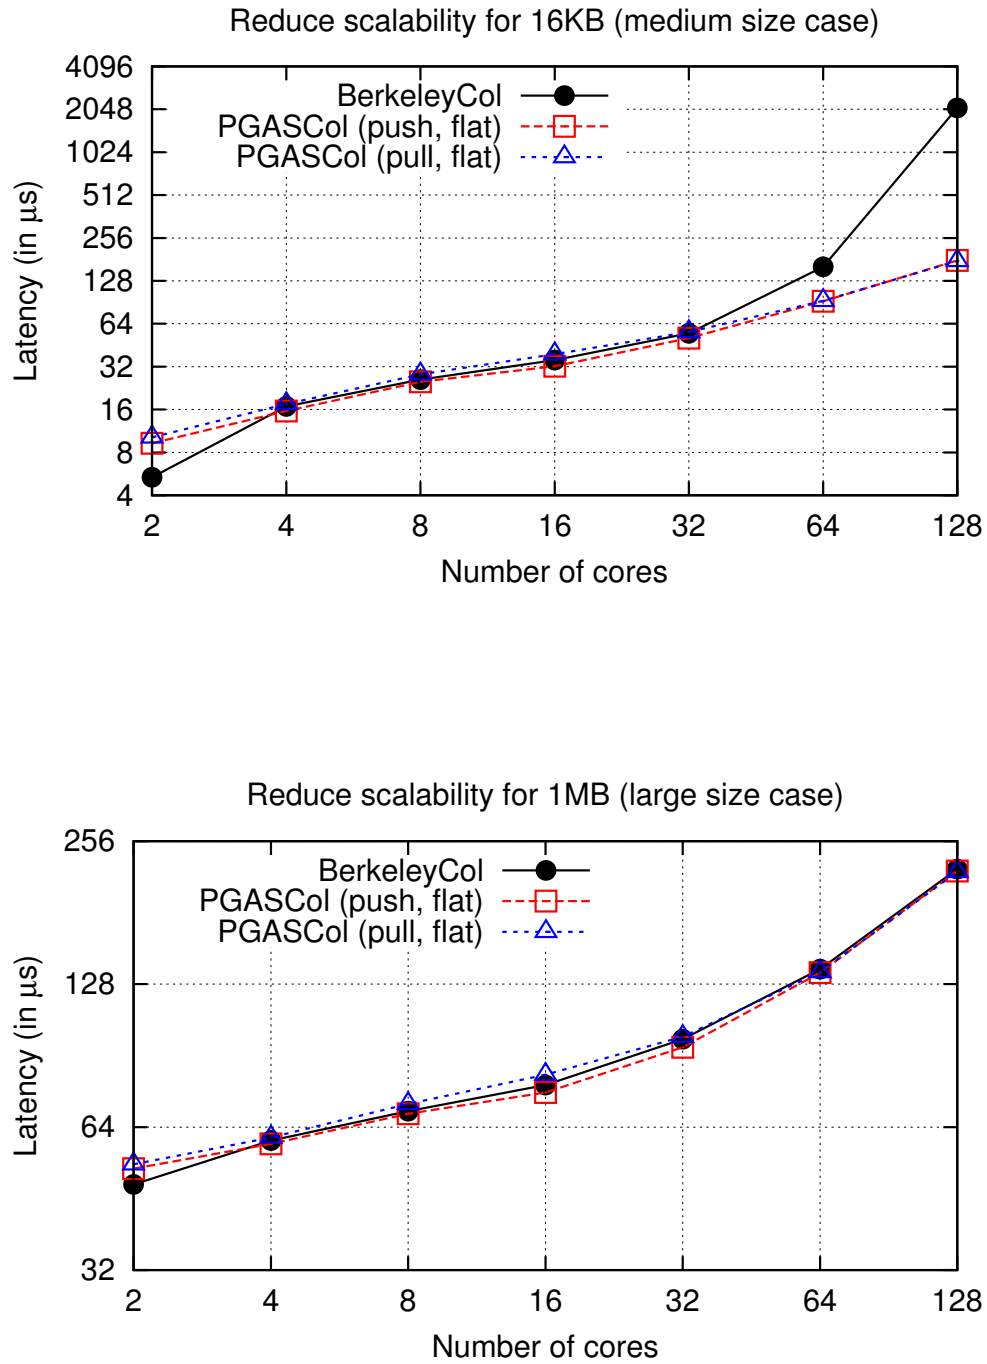 Reduce scalability for 16KB (medium size case)
4096
2048
1024
512
256
128
64
32
16
8
4
Latency (in µs)
BerkeleyCol
PGASCol (push, flat)
PGASCol (pull, flat)
2 4 8 16 32 64 128
Number of cores
Reduce scalability for 1MB (large size case)
256
128
64
32
Latency (in µs)
BerkeleyCol
PGASCol (push, flat)
PGASCol (pull, flat)
2 4 8 16 32 64 128
Number of cores